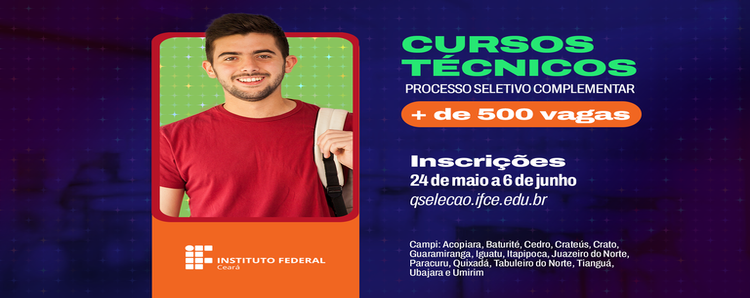 CURSOS
TÉCNICOS
PROCESSO SELETIVO COMPLEMENTAR
+ de 500 vagas
Inscrições
24 de maio a 6 de junho
qselecao.ifce.edu.br
INSTITUTO FEDERAL
Ceará
Campi: Acopiara, Baturité, Cedro, Crateús, Crato,
Guaramiranga, Iguatu, Itapipoca, Juazeiro do Norte,
Paracuru, Quixadá, Tabuleiro do Norte, Tianguá,
Ubajara e Umirim